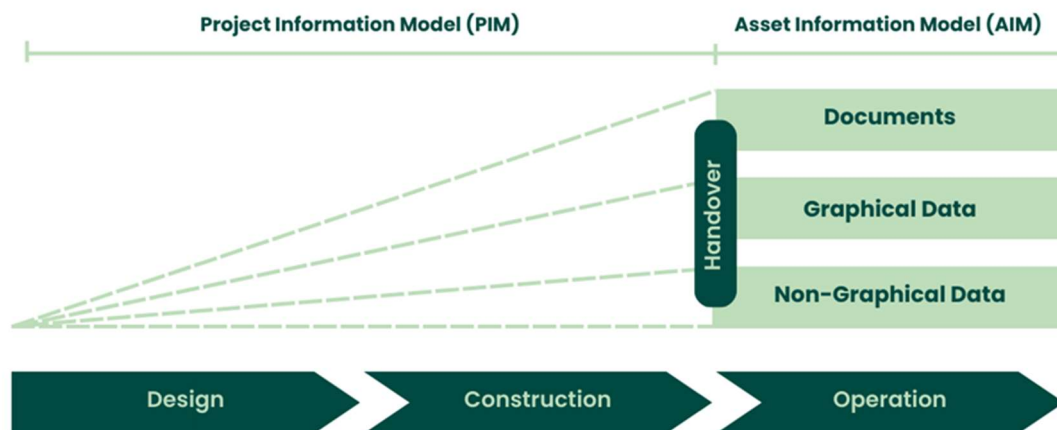 Project Information Model (PIM)
Asset Information Model (AIM)
Documents
Graphical Data
Non-Graphical Data
Handover
Design
Construction
Operation